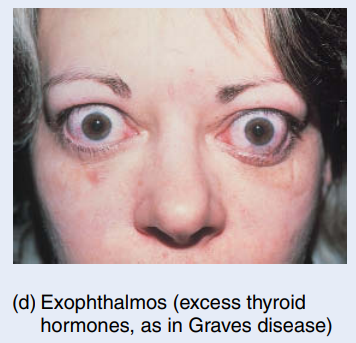 (d) Exophthalmos (excess thyroid
hormones, as in Graves disease)